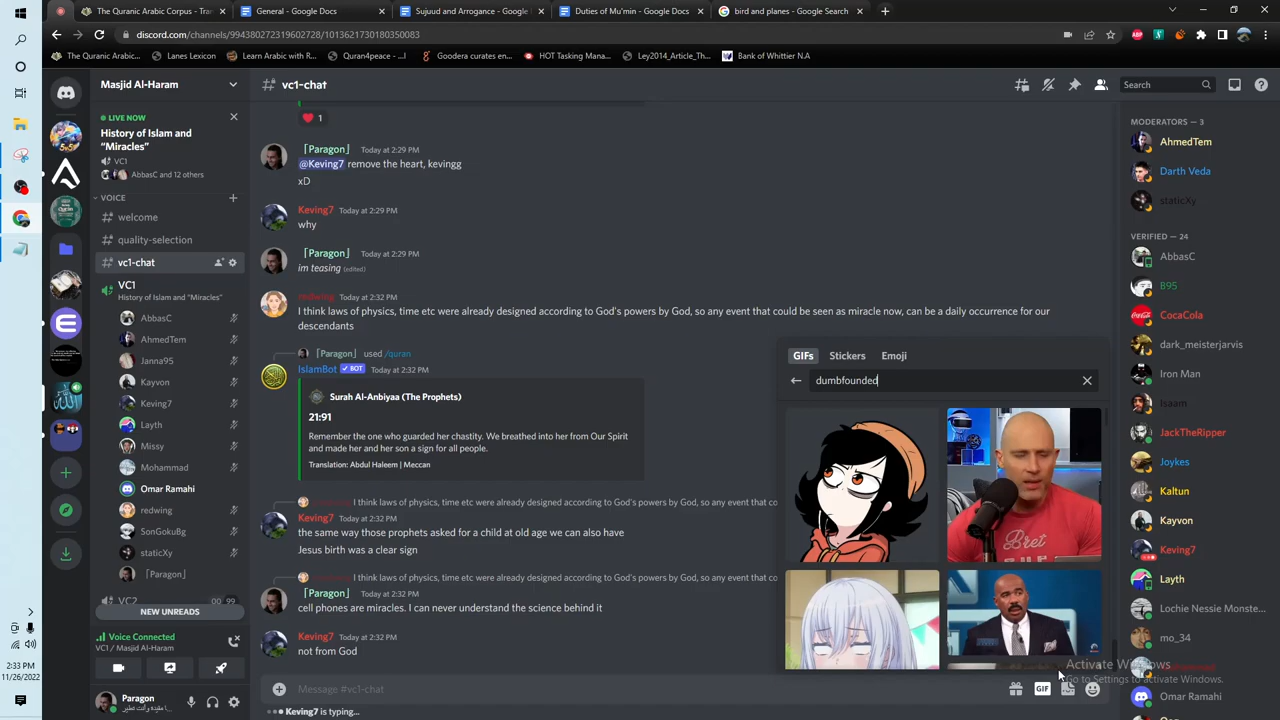 The Quranic Arabic Corpus - Tra
General - Google Docs
Sujuud and Arrogance - Google
Duties of Mu'min - Google Docs
bird and planes - Google Search
discord.com/channels/994380272319602728/1013621730180350083
The Quranic Arabic Corpus
Lanes Lexicon
Learn Arabic with R...
Quran4peace - ...I
Goodera curates en...
HOT Tasking Mana...
Ley2014_Article_Th...
Bank of Whittier N.A
Masjid Al-Haram
# vc1-chat
Search
LIVE NOW
History of Islam and
"Miracles"
VC1
AbbasC and 12 others
VOICE
welcome
quality-selection
vc1-chat
VC1
History of Islam and "Miracles"
AbbasC
AhmedTem
Janna95
Kayvon
Keving7
Layth
Missy
Mohammad
Omar Ramahi
redwing
SonGokuBg
staticXy
「Paragon」
VC2
00 99
NEW UNREADS
Voice Connected
VC1 / Masjid Al-Haram
Paragon
2:33 PM
11/26/2022
1
「Paragon」 Today at 2:29 PM
@Keving7 remove the heart, kevingg
xD
Keving7 Today at 2:29 PM
why
「Paragon」 Today at 2:29 PM
im teasing (edited)
redwing Today at 2:32 PM
I think laws of physics, time etc were already designed according to God's powers by God, so any event that could be seen as miracle now, can be a daily occurrence for our
descendants
「Paragon」 used /quran
IslamBot BOT Today at 2:32 PM
Surah Al-Anbiyaa (The Prophets)
21:91
Remember the one who guarded her chastity. We breathed into her from Our Spirit
and made her and her son a sign for all people.
Translation: Abdul Haleem | Meccan
I think laws of physics, time etc were already designed according to God's powers by God, so any event that co
Keving7 Today at 2:32 PM
the same way those prophets asked for a child at old age we can also have
Jesus birth was a clear sign
I think laws of physics, time etc were already designed according to God's powers by God, so any event that co
「Paragon」 Today at 2:32 PM
cell phones are miracles. I can never understand the science behind it
Keving7 Today at 2:32 PM
not from God
Message #vc1-chat
Keving7 is typing...
GIFs
Stickers
Emoji
dumbfounded
Bret
GIF
Activate Windows
Go to Settings to activate Windows.
MODERATORS — 3
AhmedTem
Darth Veda
staticXy
VERIFIED — 24
AbbasC
B95
CocaCola
dark_meisterjarvis
Iron Man
Isaam
JackTheRipper
Joykes
Kaltun
Kayvon
Keving7
Layth
Lochie Nessie Monste...
mo_34
Omar Ramahi